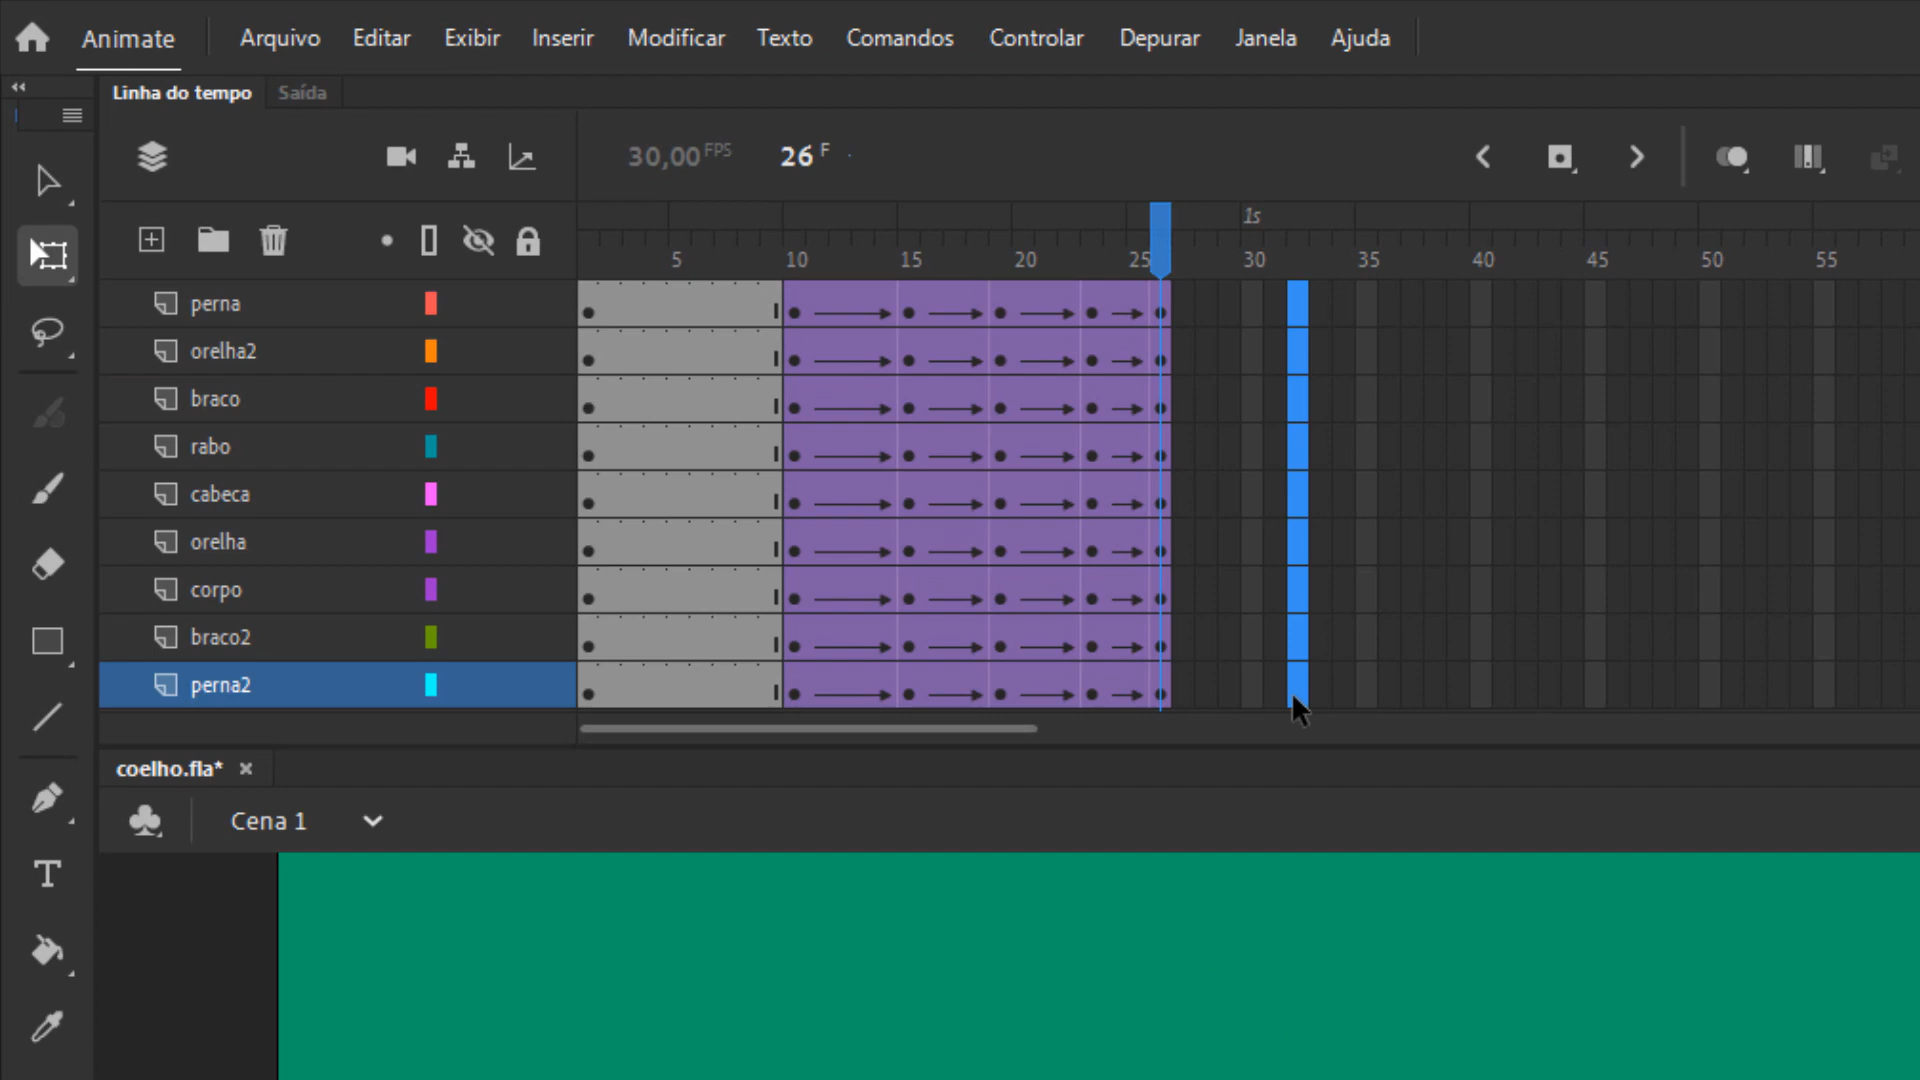 Animate Arquivo Editar Exibir Inserir Modificar Texto Comandos Controlar Depurar Janela Ajuda
Linha do tempo Saída
30,00 FPS 26 F
1s
5 10 15 20 25 30 35 40 45 50 55
perna
orelha2
braco
rabo
cabeca
orelha
corpo
braco2
perna2
coelho.fla*
Cena 1